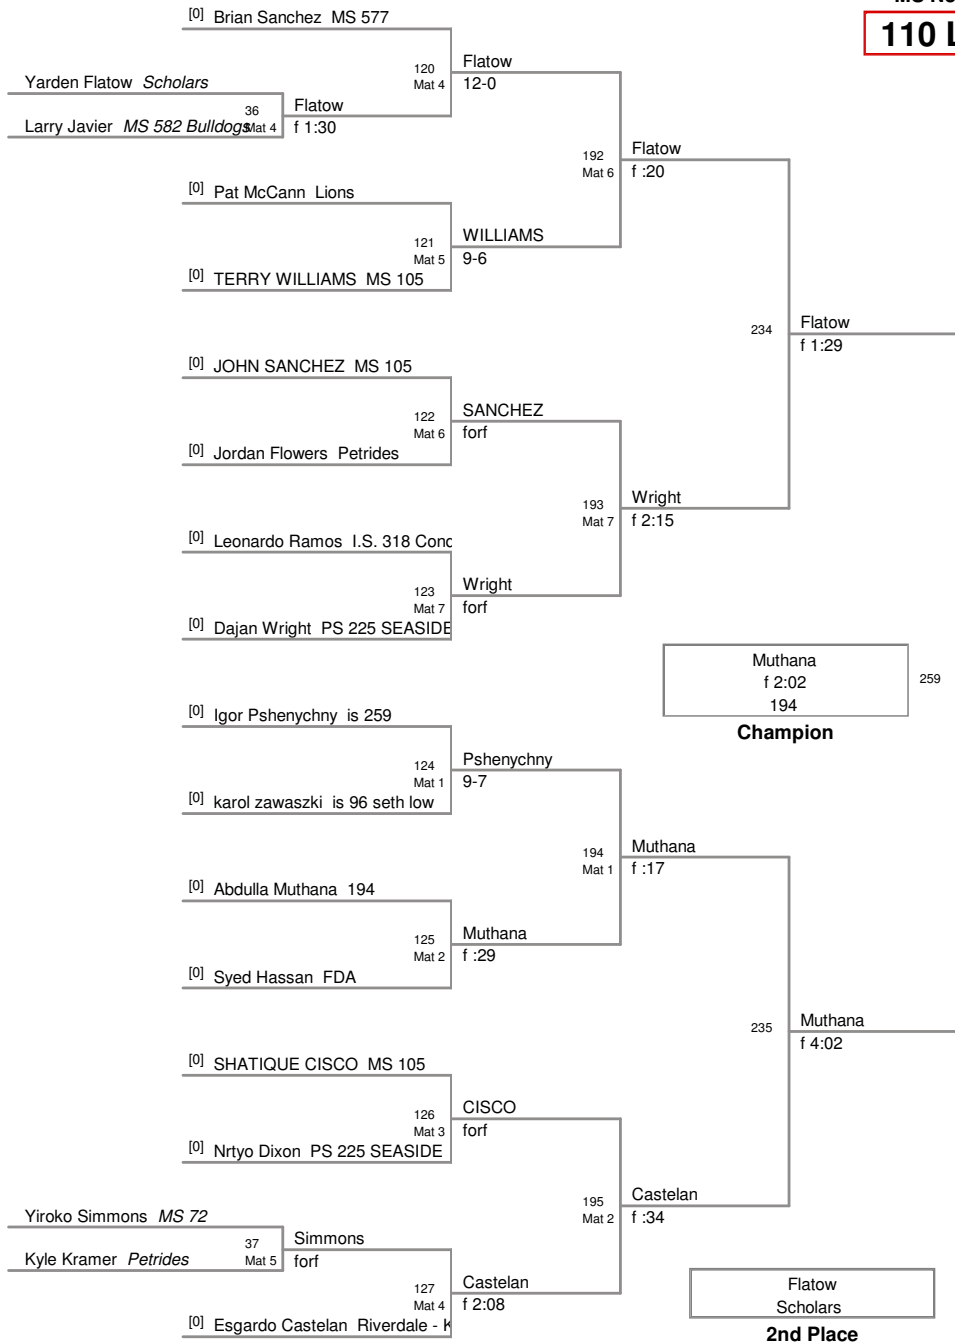 110
[0] Brian Sanchez MS 577
120
Mat 4
Flatow
12-0
Yarden Flatow Scholars
36
Mat 4
Flatow
f 1:30
Larry Javier MS 582 Bulldogs
192
Mat 6
Flatow
f :20
[0] Pat McCann Lions
121
Mat 5
WILLIAMS
9-6
[0] TERRY WILLIAMS MS 105
234
Flatow
f 1:29
[0] JOHN SANCHEZ MS 105
122
Mat 6
SANCHEZ
forf
[0] Jordan Flowers Petrides
193
Mat 7
Wright
f 2:15
[0] Leonardo Ramos I.S. 318
123
Mat 7
Wright
forf
[0] Dajan Wright PS 225 SEASIDE
Muthana
f 2:02
194
259
Champion
[0] Igor Pshenychny is 259
124
Mat 1
Pshenychny
9-7
[0] karol zawaszki is 96 seth low
194
Mat 1
Muthana
f :17
[0] Abdulla Muthana 194
125
Mat 2
Muthana
f :29
[0] Syed Hassan FDA
235
Muthana
f 4:02
[0] SHATIQUE CISCO MS 105
126
Mat 3
CISCO
forf
[0] Nrtyo Dixon PS 225 SEASIDE
195
Mat 2
Castelan
f :34
Yiroko Simmons MS 72
37
Mat 5
Simmons
forf
Kyle Kramer Petrides
127
Mat 4
Castelan
f 2:08
[0] Esgardo Castelan Riverdale -
Flatow
Scholars
2nd Place